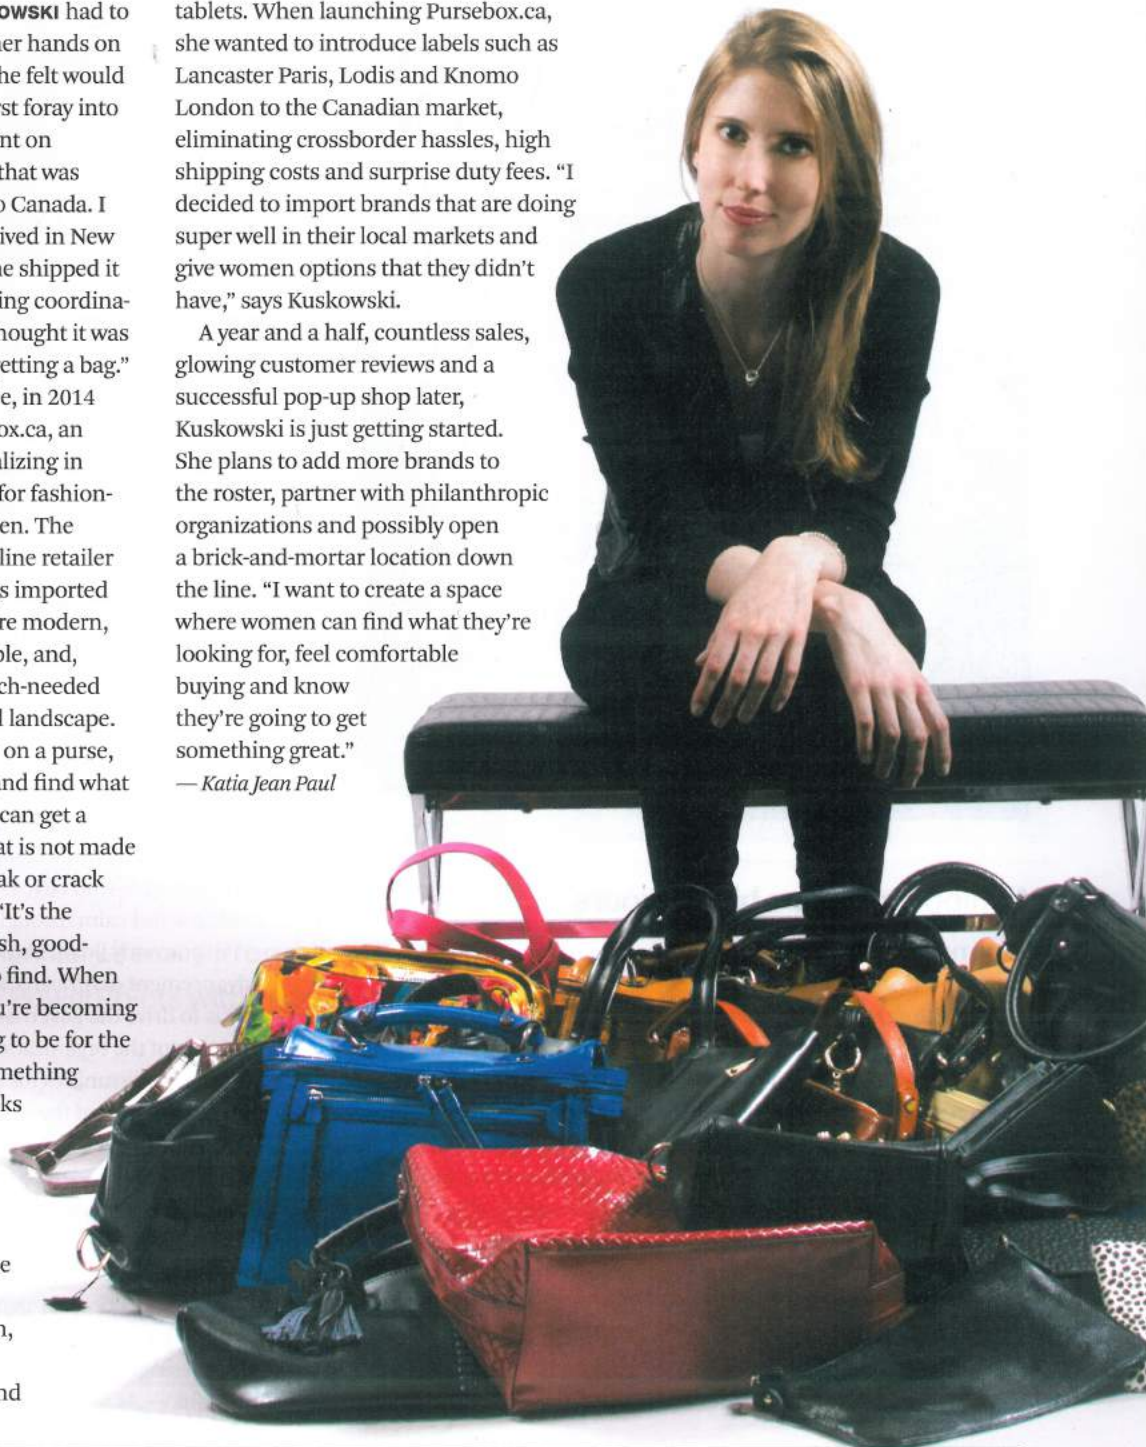 OWSKI had to
er hands on
he felt would
rst foray into
nt on
that was
o Canada. I
ived in New
e shipped it
ing coordina-
hought it was
etting a bag.”
e, in 2014
ox.ca, an
alizing in
for fashion-
en. The
line retailer
s imported
re modern,
ble, and,
ch-needed
l landscape.
on a purse,
and find what
can get a
at is not made
ak or crack
“It’s the
sh, good-
o find. When
u’re becoming
g to be for the
mething
ks
e
n,
nd
tablets. When launching Pursebox.ca,
she wanted to introduce labels such as
Lancaster Paris, Lodis and Knomo
London to the Canadian market,
eliminating crossborder hassles, high
shipping costs and surprise duty fees. “I
decided to import brands that are doing
super well in their local markets and
give women options that they didn’t
have,” says Kuskowski.
A year and a half, countless sales,
glowing customer reviews and a
successful pop-up shop later,
Kuskowski is just getting started.
She plans to add more brands to
the roster, partner with philanthropic
organizations and possibly open
a brick-and-mortar location down
the line. “I want to create a space
where women can find what they’re
looking for, feel comfortable
buying and know
they’re going to get
something great.”
— Katia Jean Paul